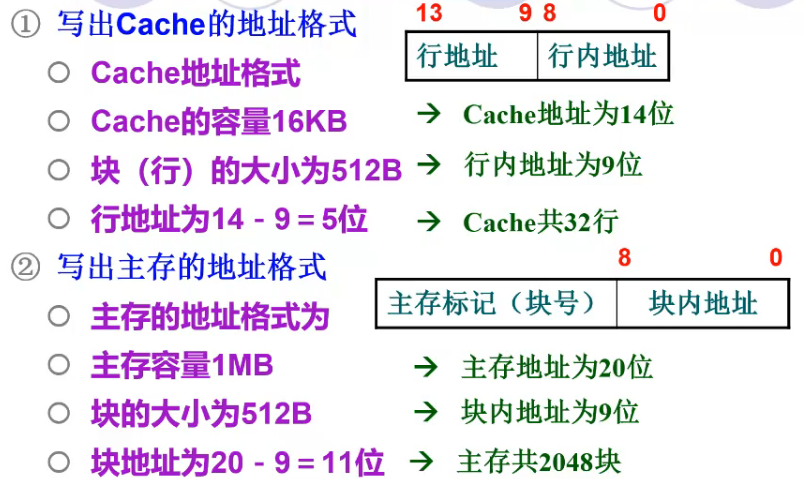 ① 写出Cache的地址格式
13 9 8 0
行地址 行内地址
○ Cache地址格式
○ Cache的容量16KB → Cache地址为14位
○ 块（行）的大小为512B → 行内地址为9位
○ 行地址为14 - 9 = 5位 → Cache共32行
② 写出主存的地址格式
8 0
主存标记（块号） 块内地址
○ 主存的地址格式为
○ 主存容量1MB → 主存地址为20位
○ 块的大小为512B → 块内地址为9位
○ 块地址为20 - 9 = 11位 → 主存共2048块